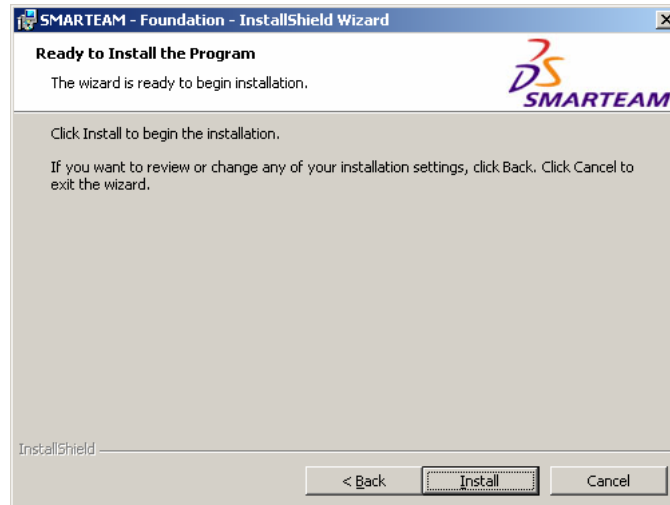 SMARTEAM - Foundation - InstallShield Wizard
Ready to Install the Program
The wizard is ready to begin installation.
SMARTEAM
Click Install to begin the installation.
If you want to review or change any of your installation settings, click Back. Click Cancel to
exit the wizard.
InstallShield
< Back
Install
Cancel